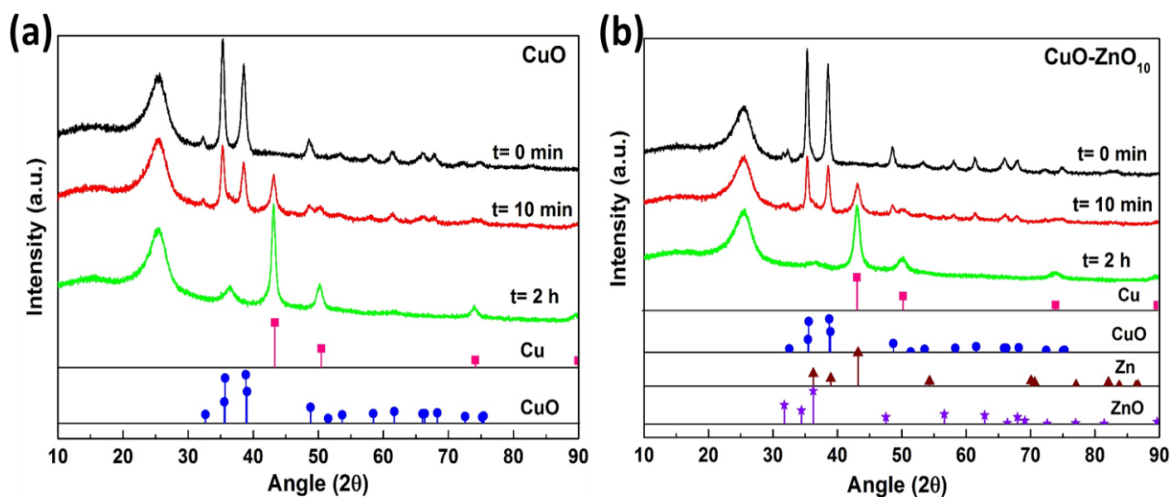 (a)
CuO
t= 0 min
t= 10 min
t= 2 h
Cu
CuO
Intensity (a.u.)
10 20 30 40 50 60 70 80 90
Angle (2θ)
(b)
CuO-ZnO₁₀
t= 0 min
t= 10 min
t= 2 h
Cu
CuO
Zn
ZnO
Intensity (a.u.)
10 20 30 40 50 60 70 80 90
Angle (2θ)